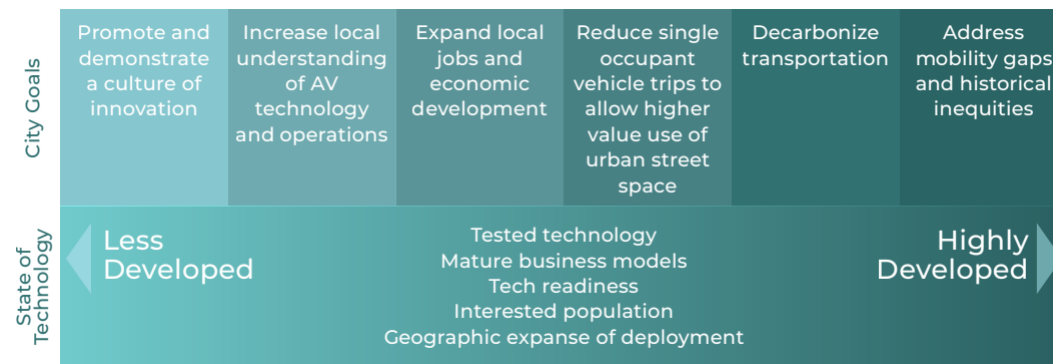 City Goals
Promote and
demonstrate
a culture of
innovation
Increase local
understanding
of AV
technology
and operations
Expand local
jobs and
economic
development
Reduce single
occupant
vehicle trips to
allow higher
value use of
urban street
space
Decarbonize
transportation
Address
mobility gaps
and historical
inequities
State of
Technology
Less
Developed
Tested technology
Mature business models
Tech readiness
Interested population
Geographic expanse of deployment
Highly
Developed